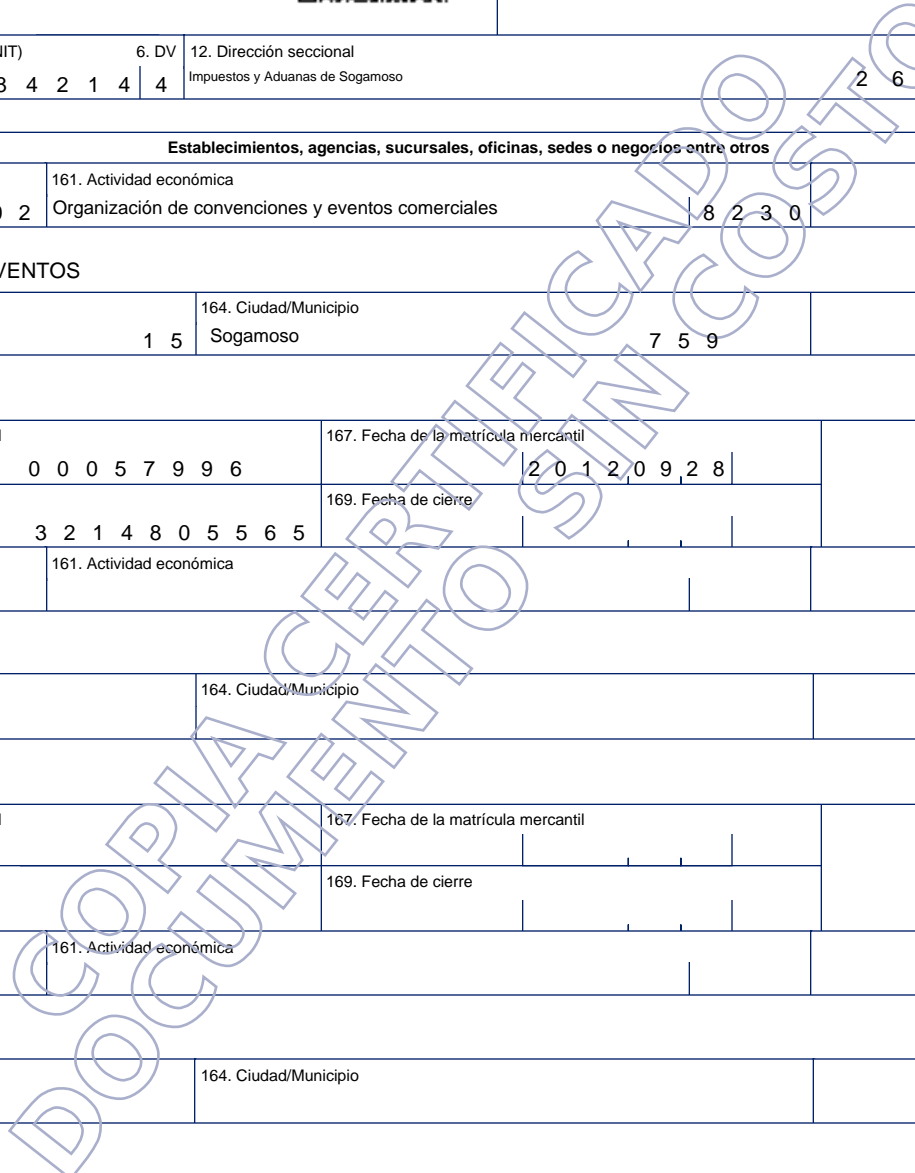 NIT) 6. DV 12. Dirección seccional
3 4 2 1 4 4 Impuestos y Aduanas de Sogamoso 2 6
Establecimientos, agencias, sucursales, oficinas, sedes o negocios entre otros
161. Actividad económica
2 Organización de convenciones y eventos comerciales 8 2 3 0
VENTOS
164. Ciudad/Municipio
1 5 Sogamoso 7 5 9
167. Fecha de la matrícula mercantil
0 0 0 5 7 9 9 6 2 0 1 2 0 9 2 8
169. Fecha de cierre
3 2 1 4 8 0 5 5 6 5
161. Actividad económica
164. Ciudad/Municipio
167. Fecha de la matrícula mercantil
169. Fecha de cierre
161. Actividad económica
164. Ciudad/Municipio
COPIA CERTIFICADO
DOCUMENTO SIN COSTO